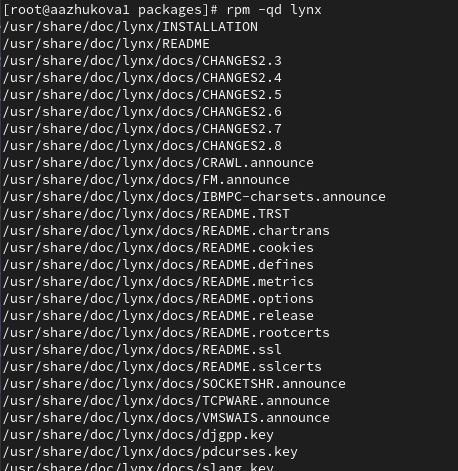 [root@aazhukova1 packages]# rpm -qd lynx
/usr/share/doc/lynx/INSTALLATION
/usr/share/doc/lynx/README
/usr/share/doc/lynx/docs/CHANGES2.3
/usr/share/doc/lynx/docs/CHANGES2.4
/usr/share/doc/lynx/docs/CHANGES2.5
/usr/share/doc/lynx/docs/CHANGES2.6
/usr/share/doc/lynx/docs/CHANGES2.7
/usr/share/doc/lynx/docs/CHANGES2.8
/usr/share/doc/lynx/docs/CRAWL.announce
/usr/share/doc/lynx/docs/FM.announce
/usr/share/doc/lynx/docs/IBMPC-charsets.announce
/usr/share/doc/lynx/docs/README.TRST
/usr/share/doc/lynx/docs/README.chartrans
/usr/share/doc/lynx/docs/README.cookies
/usr/share/doc/lynx/docs/README.defines
/usr/share/doc/lynx/docs/README.metrics
/usr/share/doc/lynx/docs/README.options
/usr/share/doc/lynx/docs/README.release
/usr/share/doc/lynx/docs/README.rootcerts
/usr/share/doc/lynx/docs/README.ssl
/usr/share/doc/lynx/docs/README.sslcerts
/usr/share/doc/lynx/docs/SOCKETSHR.announce
/usr/share/doc/lynx/docs/TCPWARE.announce
/usr/share/doc/lynx/docs/VMSWAIS.announce
/usr/share/doc/lynx/docs/djgpp.key
/usr/share/doc/lynx/docs/pdcurses.key
/usr/share/doc/lynx/docs/slang.key